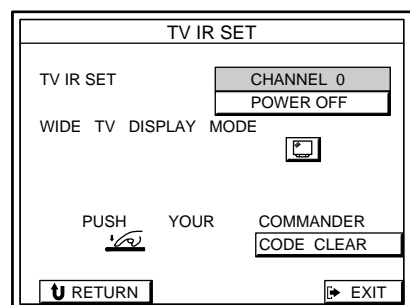 TV IR SET
TV IR SET CHANNEL 0
POWER OFF
WIDE TV DISPLAY MODE
PUSH YOUR COMMANDER
CODE CLEAR
RETURN EXIT